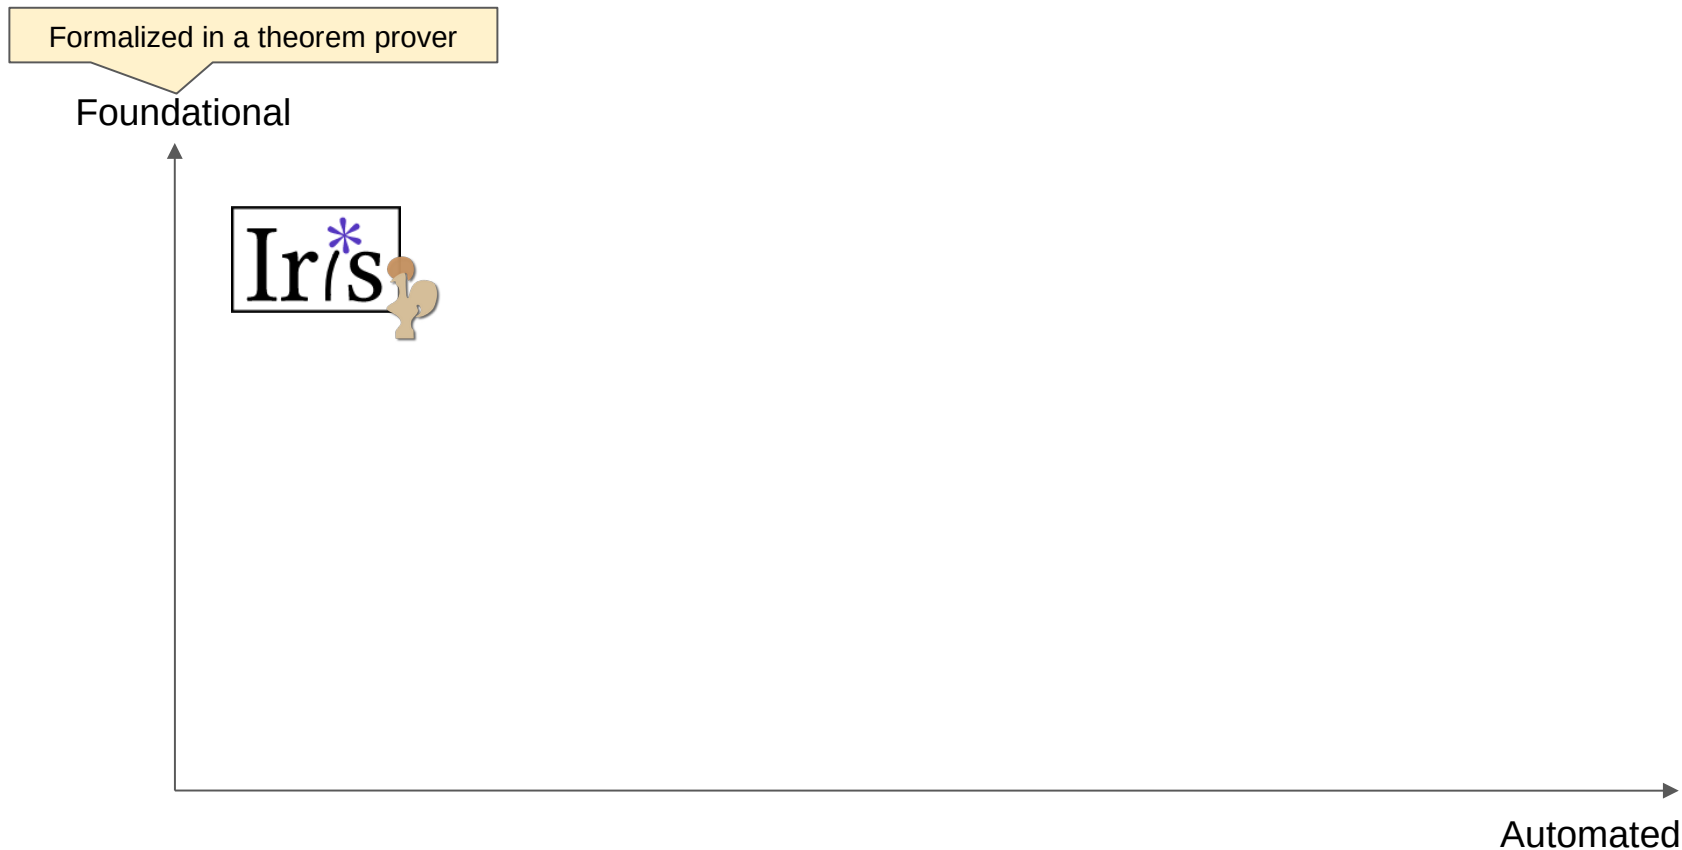 Formalized in a theorem prover
Foundational
Iris
Automated